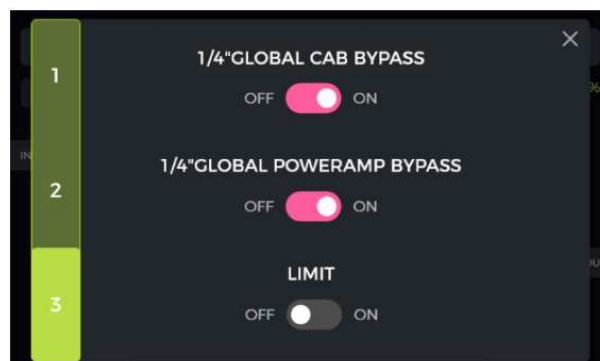 1
1/4"GLOBAL CAB BYPASS
OFF ON
%
IN
2
1/4"GLOBAL POWERAMP BYPASS
OFF ON
3
LIMIT
OFF ON